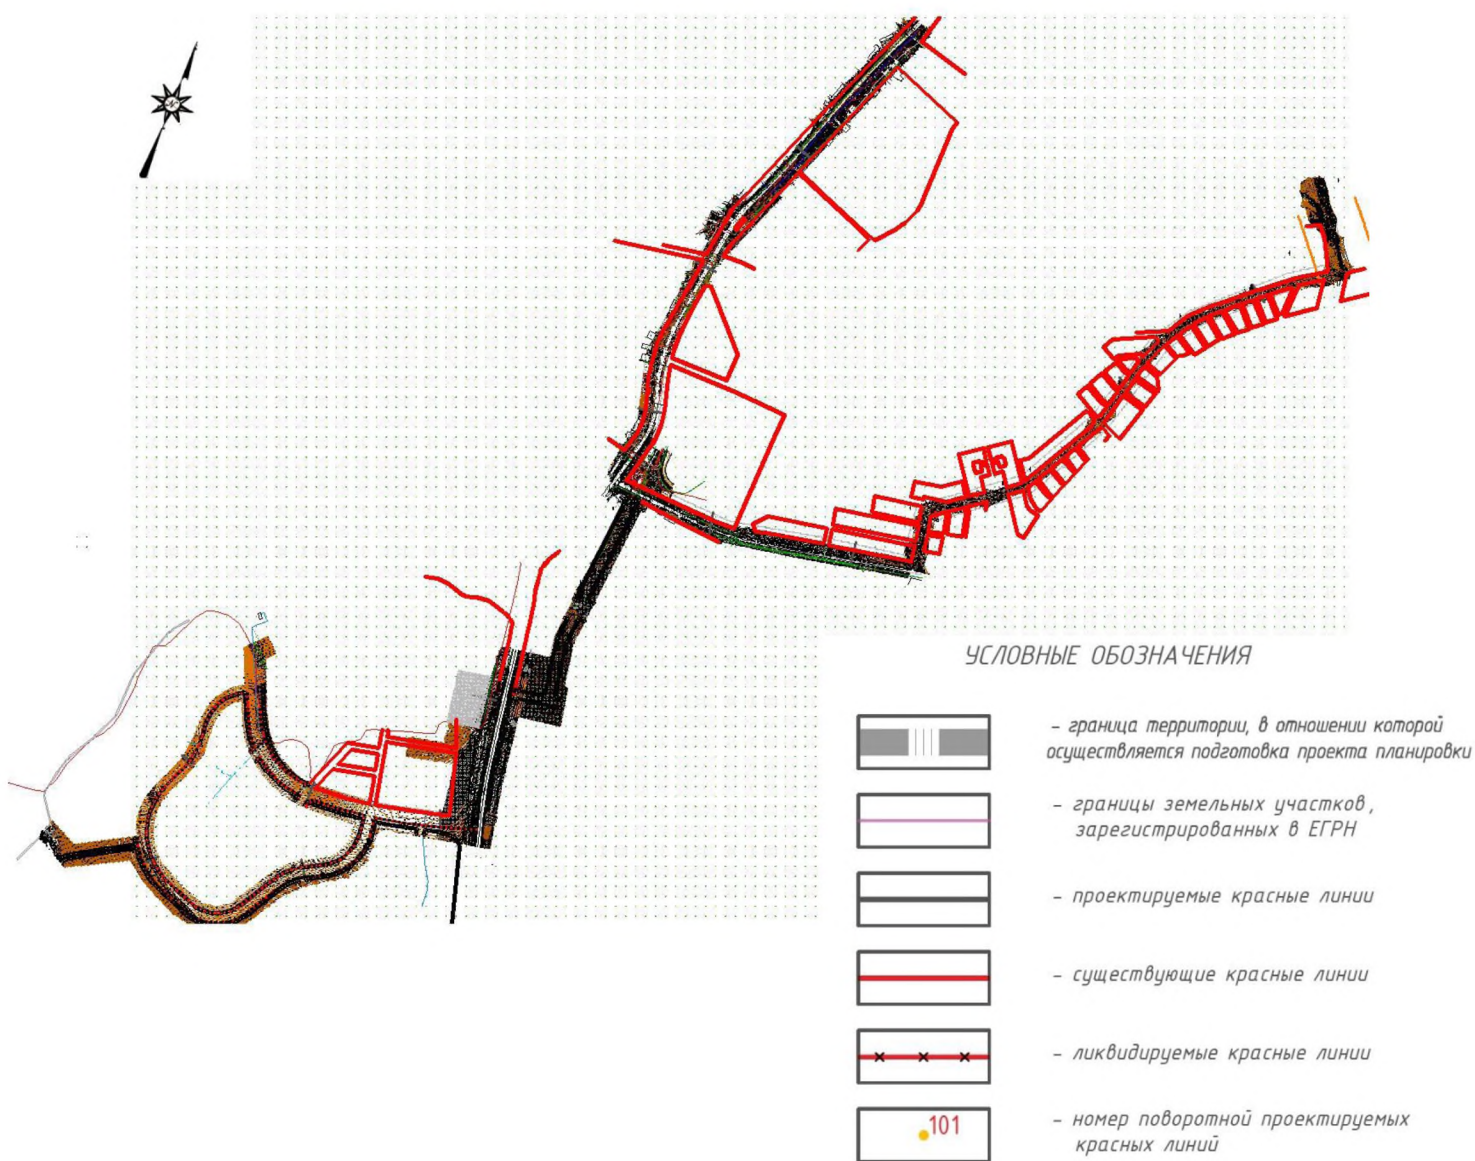 УСЛОВНЫЕ ОБОЗНАЧЕНИЯ
- граница территории, в отношении которой
осуществляется подготовка проекта планировки
- границы земельных участков,
зарегистрированных в ЕГРН
- проектируемые красные линии
- существующие красные линии
- ликвидируемые красные линии
101
- номер поворотной проектируемых
красных линий